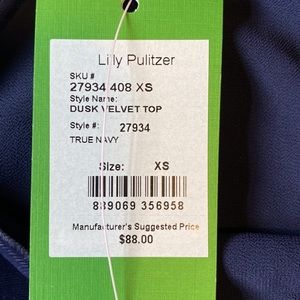 Lilly Pulitzer
SKU #
27934 408 XS
Style Name:
DUSK VELVET TOP
Style #: 27934
TRUE NAVY
Size: XS
889069 356958
Manufacturer's Suggested Price
$88.00